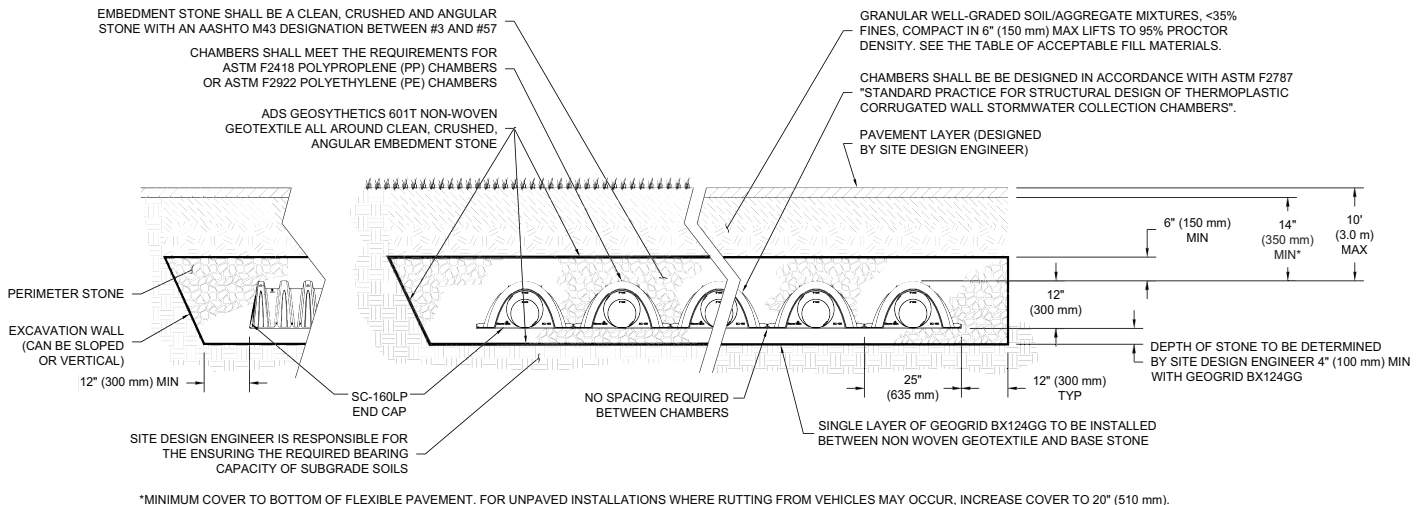 EMBEDMENT STONE SHALL BE A CLEAN, CRUSHED AND ANGULAR
STONE WITH AN AASHTO M43 DESIGNATION BETWEEN #3 AND #57
CHAMBERS SHALL MEET THE REQUIREMENTS FOR
ASTM F2418 POLYPROPLENE (PP) CHAMBERS
OR ASTM F2922 POLYETHYLENE (PE) CHAMBERS
ADS GEOSYTHETICS 601T NON-WOVEN
GEOTEXTILE ALL AROUND CLEAN, CRUSHED,
ANGULAR EMBEDMENT STONE
GRANULAR WELL-GRADED SOIL/AGGREGATE MIXTURES, <35%
FINES, COMPACT IN 6" (150 mm) MAX LIFTS TO 95% PROCTOR
DENSITY. SEE THE TABLE OF ACCEPTABLE FILL MATERIALS.
CHAMBERS SHALL BE BE DESIGNED IN ACCORDANCE WITH ASTM F2787
"STANDARD PRACTICE FOR STRUCTURAL DESIGN OF THERMOPLASTIC
CORRUGATED WALL STORMWATER COLLECTION CHAMBERS".
PAVEMENT LAYER (DESIGNED
BY SITE DESIGN ENGINEER)
6" (150 mm)
MIN
14"
(350 mm)
MIN*
10'
(3.0 m)
MAX
12"
(300 mm)
PERIMETER STONE
EXCAVATION WALL
(CAN BE SLOPED
OR VERTICAL)
12" (300 mm) MIN
SC-160LP
END CAP
SITE DESIGN ENGINEER IS RESPONSIBLE FOR
THE ENSURING THE REQUIRED BEARING
CAPACITY OF SUBGRADE SOILS
NO SPACING REQUIRED
BETWEEN CHAMBERS
25"
(635 mm)
12" (300 mm)
TYP
DEPTH OF STONE TO BE DETERMINED
BY SITE DESIGN ENGINEER 4" (100 mm) MIN
WITH GEOGRID BX124GG
SINGLE LAYER OF GEOGRID BX124GG TO BE INSTALLED
BETWEEN NON WOVEN GEOTEXTILE AND BASE STONE
*MINIMUM COVER TO BOTTOM OF FLEXIBLE PAVEMENT. FOR UNPAVED INSTALLATIONS WHERE RUTTING FROM VEHICLES MAY OCCUR, INCREASE COVER TO 20" (510 mm).